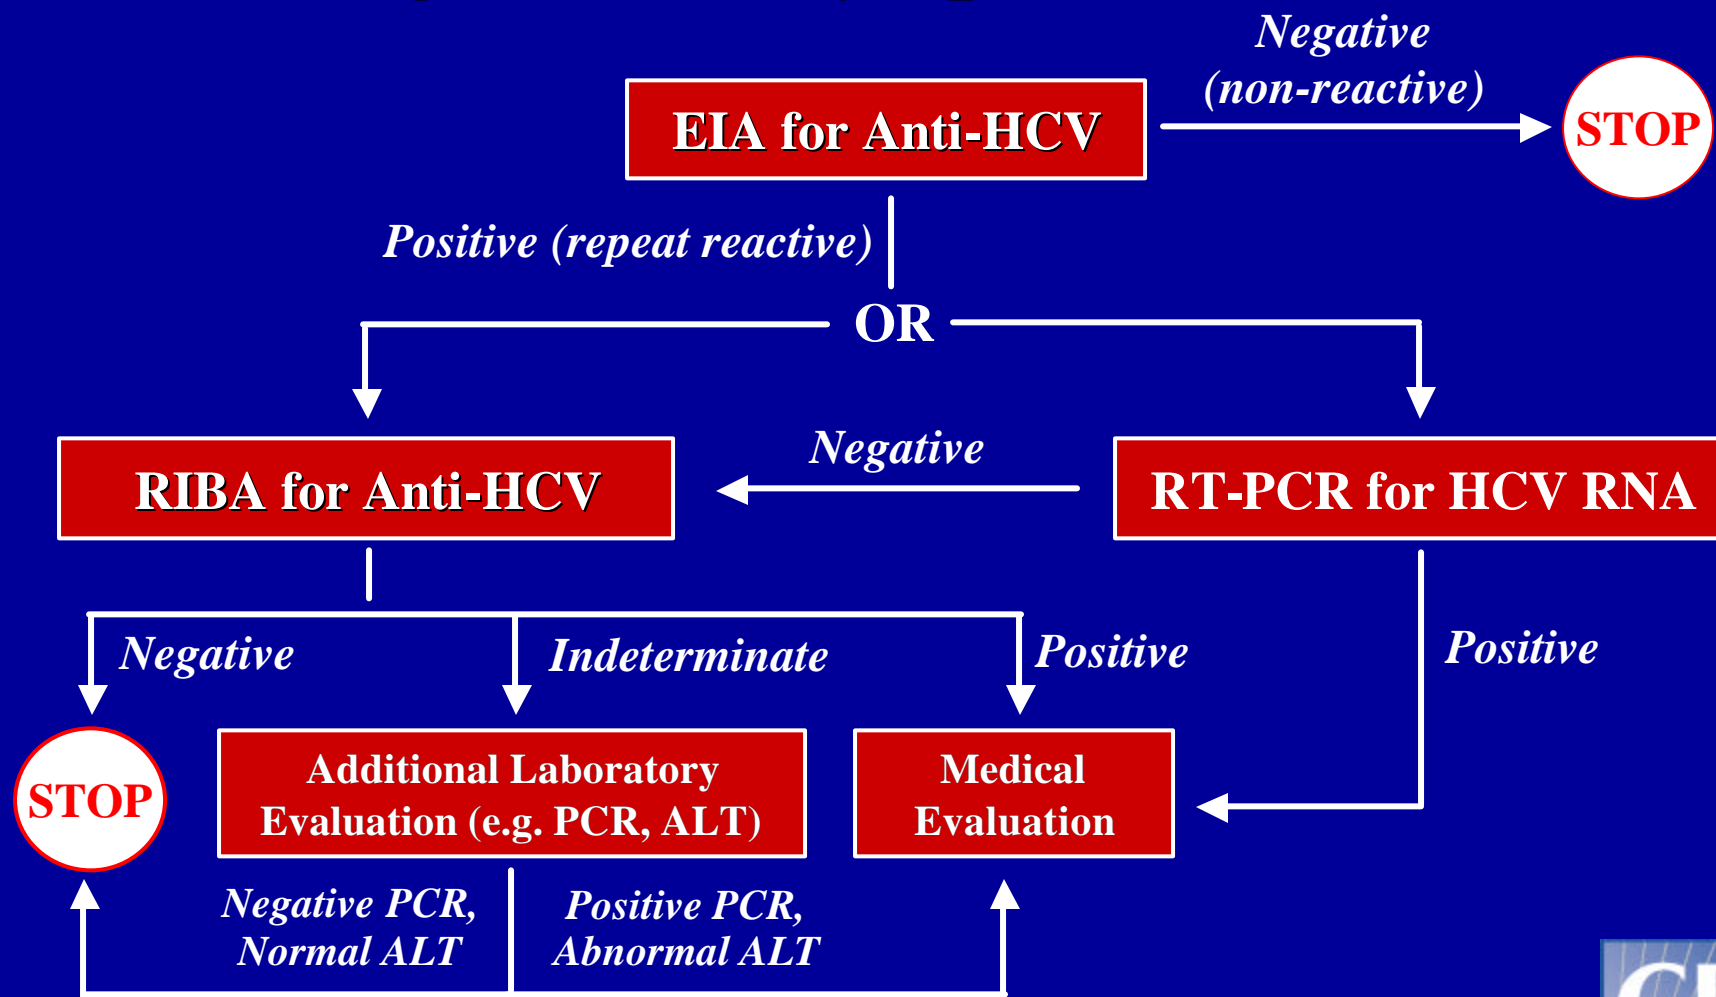 Negative
(non-reactive)
EIA for Anti-HCV
STOP
Positive (repeat reactive)
OR
Negative
RIBA for Anti-HCV
RT-PCR for HCV RNA
Negative
Indeterminate
Positive
Positive
STOP
Additional Laboratory
Evaluation (e.g. PCR, ALT)
Medical
Evaluation
Negative PCR,
Normal ALT
Positive PCR,
Abnormal ALT